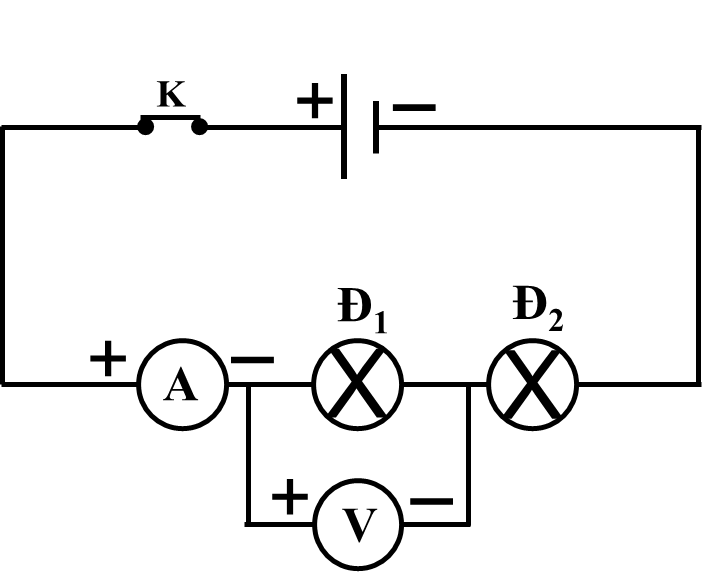 K
+ −
Đ₁
Đ₂
+ A −
+ V −